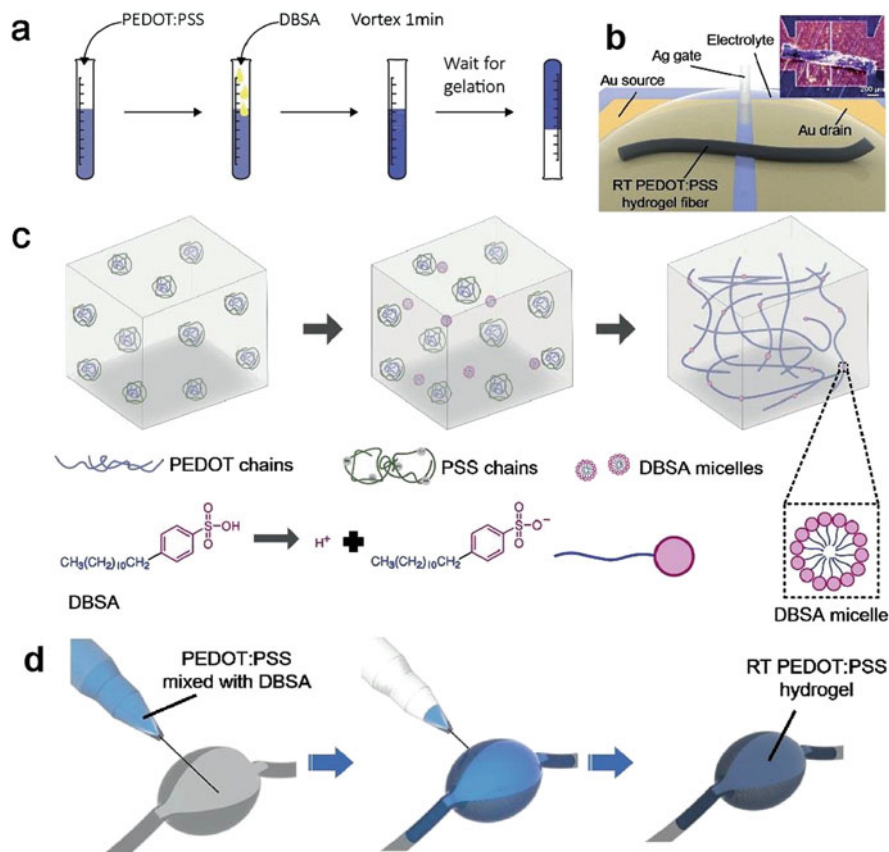 a
PEDOT:PSS
DBSA
Vortex 1min
Wait for
gelation
b
Electrolyte
Ag gate
Au source
200 µm
Au drain
RT PEDOT:PSS
hydrogel fiber
c
PEDOT chains
PSS chains
DBSA micelles
CH₃(CH₂)₁₀CH₂
O
S
OH
O
H⁺
CH₃(CH₂)₁₀CH₂
O
S
O⁻
O
DBSA
DBSA micelle
d
PEDOT:PSS
mixed with DBSA
RT PEDOT:PSS
hydrogel